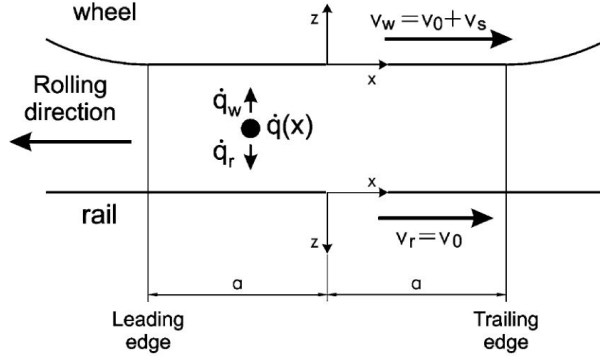 wheel
z
v_w=v_0+v_s
x
Rolling
direction
q̇_w
q̇(x)
q̇_r
x
rail
z
v_r=v_0
a
a
Leading
edge
Trailing
edge